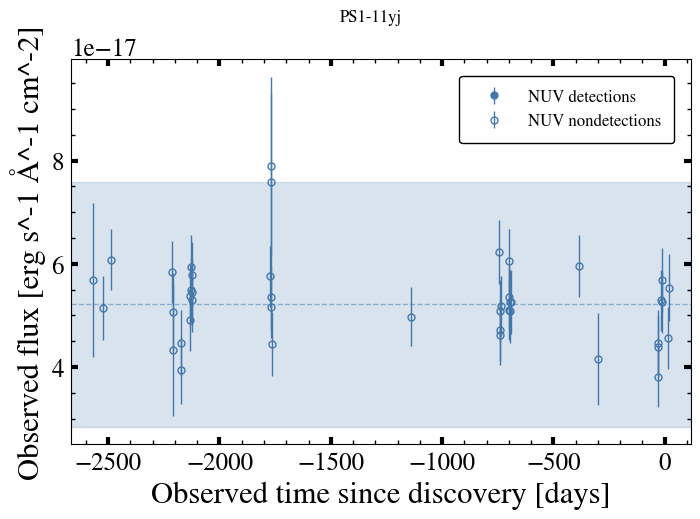 PS1-11yj
1e−17
NUV detections
NUV nondetections
8
6
4
Observed flux [erg s^-1 Å^-1 cm^-2]
−2500 −2000 −1500 −1000 −500 0
Observed time since discovery [days]